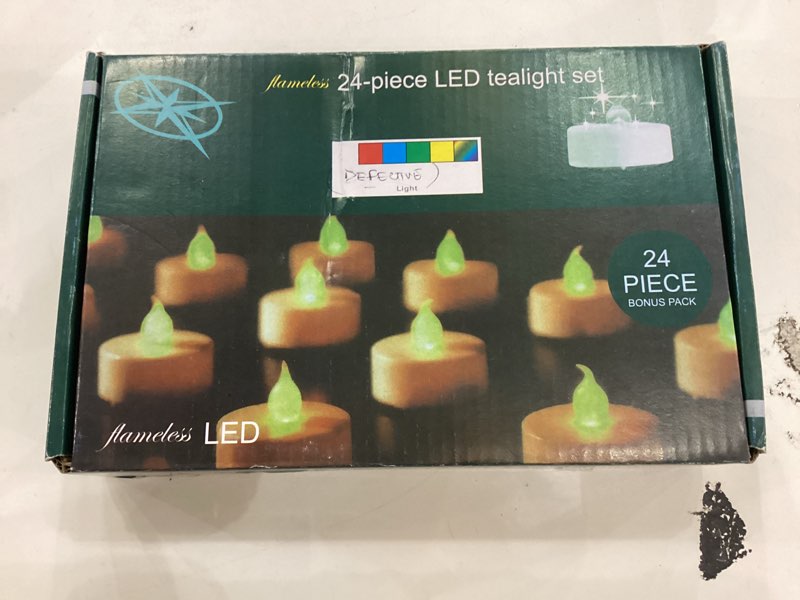 flameless 24-piece LED tealight set
DEFECTIVE)
Light
24
PIECE
BONUS PACK
flameless LED